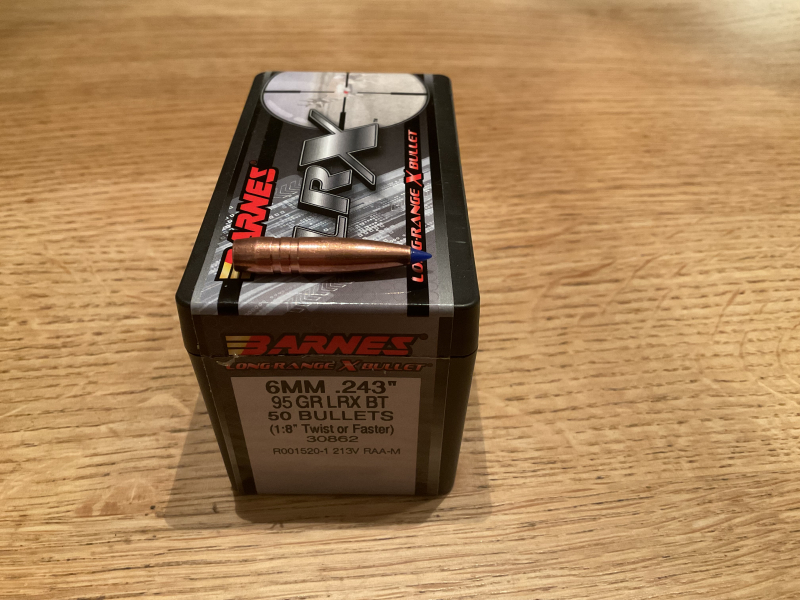 LRX
LONG-RANGE X BULLET
BARNES
BARNES
LONG-RANGE X BULLET
6MM .243"
95 GR LRX BT
50 BULLETS
(1:8" Twist or Faster)
30862
R001520-1 213V RAA-M